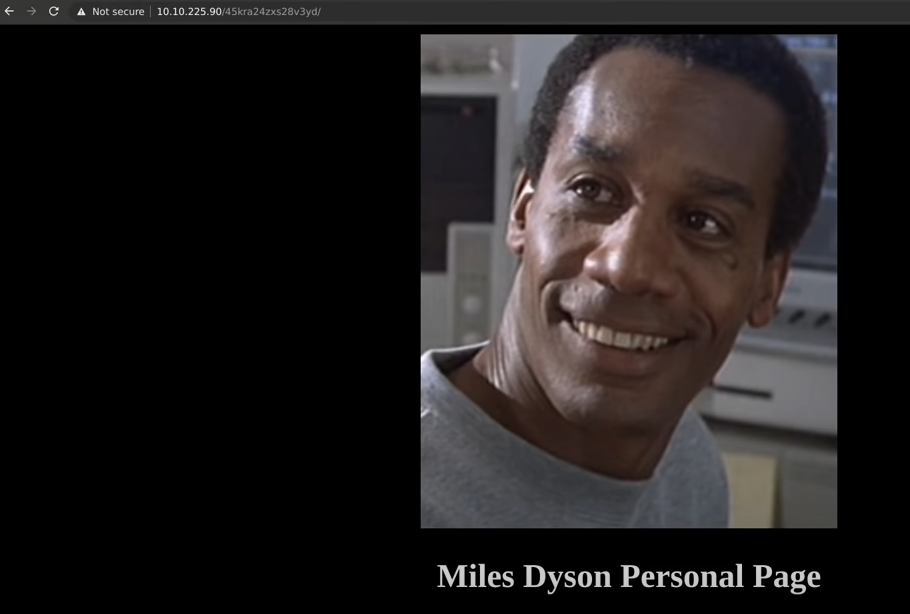 Not secure 10.10.225.90/45kra24zxs28v3yd/
Miles Dyson Personal Page